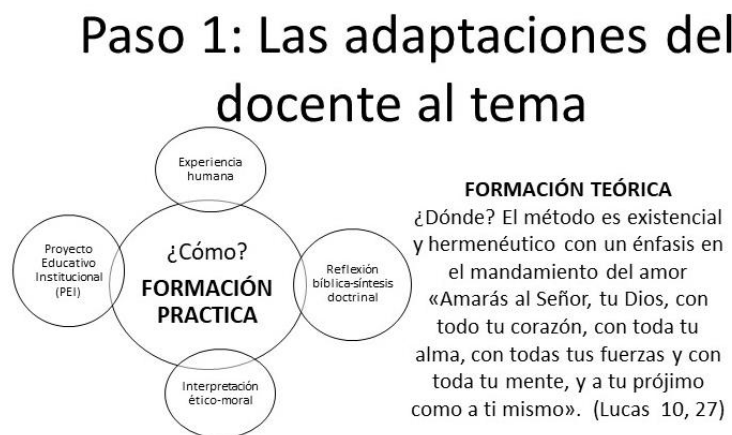 Paso 1: Las adaptaciones del
docente al tema
Experiencia
humana
¿Cómo?
FORMACIÓN
PRACTICA
Proyecto
Educativo
Institucional
(PEI)
Reflexión
bíblica-síntesis
doctrinal
Interpretación
ético-moral
FORMACIÓN TEÓRICA
¿Dónde? El método es existencial
y hermenéutico con un énfasis en
el mandamiento del amor
«Amarás al Señor, tu Dios, con
todo tu corazón, con toda tu
alma, con todas tus fuerzas y con
toda tu mente, y a tu prójimo
como a ti mismo». (Lucas 10, 27)